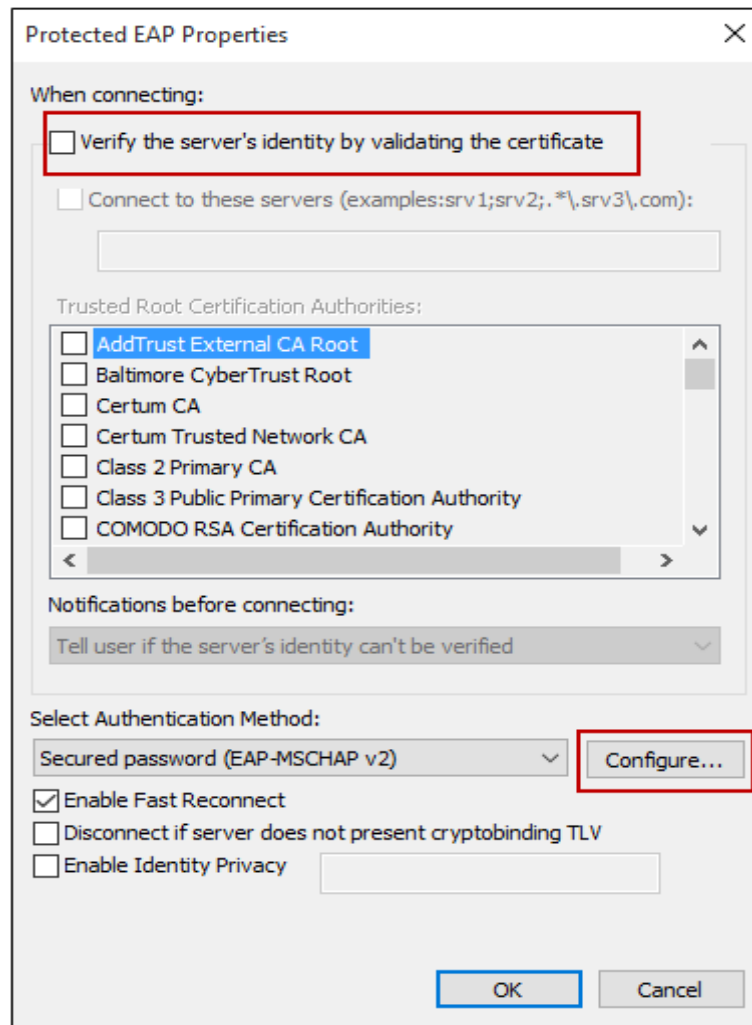 Protected EAP Properties
When connecting:
Verify the server's identity by validating the certificate
Connect to these servers (examples:srv1;srv2;.*\.srv3\.com):
Trusted Root Certification Authorities:
AddTrust External CA Root
Baltimore CyberTrust Root
Certum CA
Certum Trusted Network CA
Class 2 Primary CA
Class 3 Public Primary Certification Authority
COMODO RSA Certification Authority
Notifications before connecting:
Tell user if the server’s identity can't be verified
Select Authentication Method:
Secured password (EAP-MSCHAP v2)
Configure...
Enable Fast Reconnect
Disconnect if server does not present cryptobinding TLV
Enable Identity Privacy
OK
Cancel